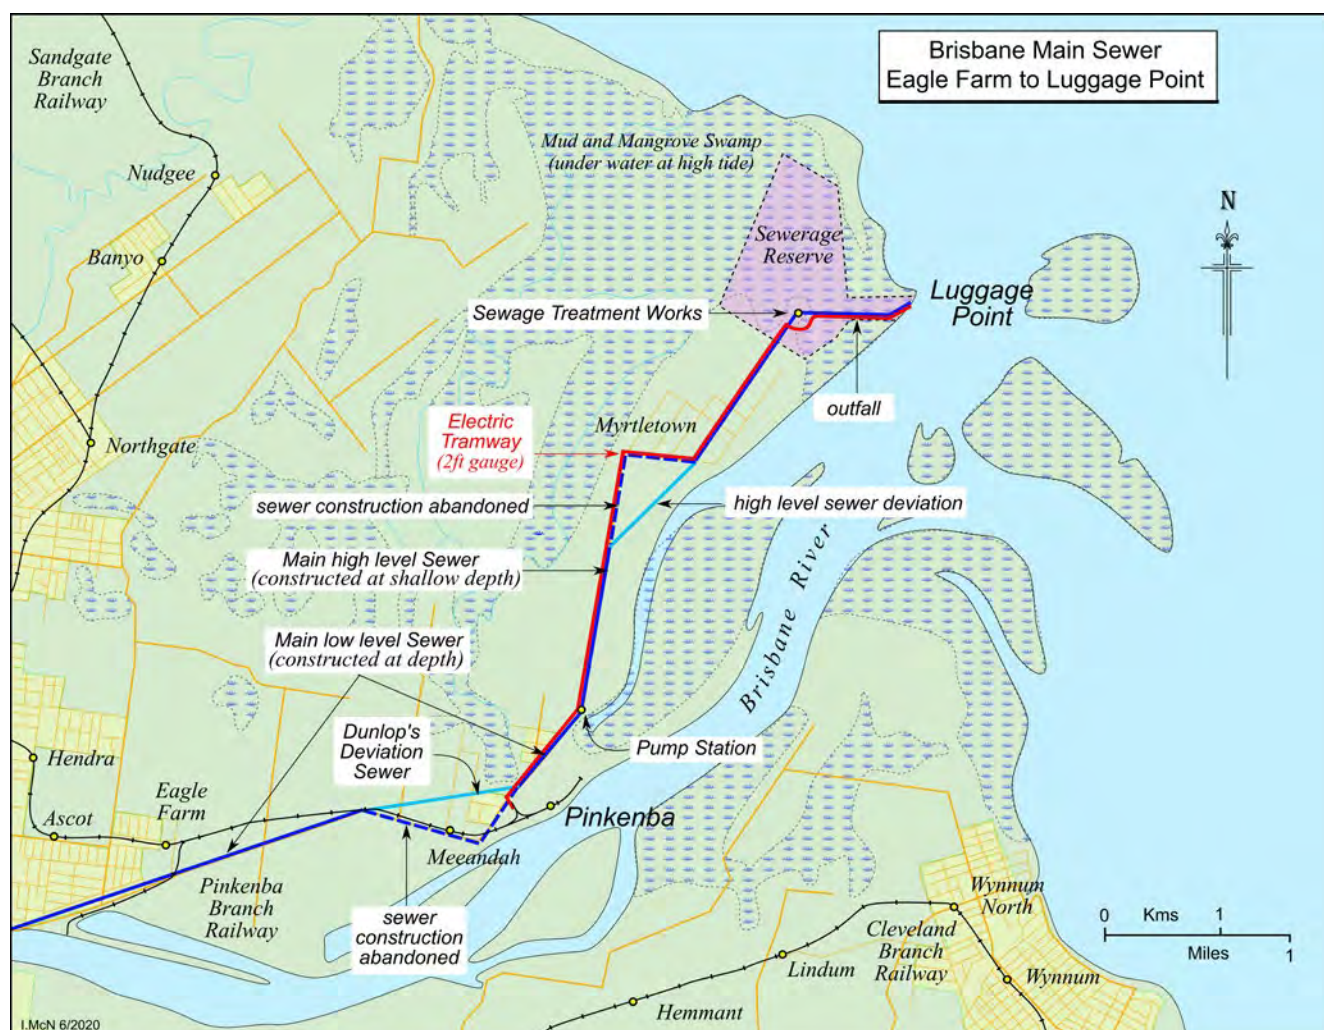 Brisbane Main Sewer
Eagle Farm to Luggage Point
Sandgate
Branch
Railway
Nudgee
Banyo
Northgate
Mud and Mangrove Swamp
(under water at high tide)
N
Sewerage
Reserve
Luggage
Point
Sewage Treatment Works
outfall
Electric
Tramway
(2ft gauge)
Myrtletown
sewer construction abandoned
high level sewer deviation
Main high level Sewer
(constructed at shallow depth)
Brisbane River
Main low level Sewer
(constructed at depth)
Dunlop's
Deviation
Sewer
Pump Station
Hendra
Eagle
Farm
Ascot
Pinkenba
Meeandah
Pinkenba
Branch
Railway
sewer
construction
abandoned
Wynnum
North
Cleveland
Branch
Railway
Lindum
Wynnum
Hemmant
0 Kms 1
Miles 1
I.McN 6/2020